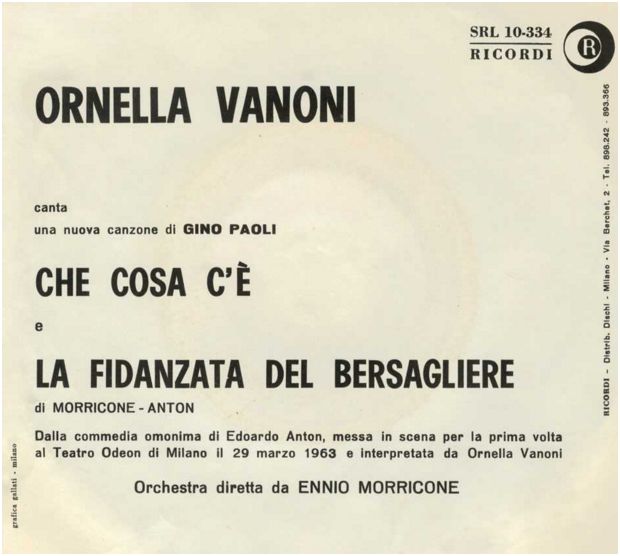 SRL 10-334
RICORDI
R
ORNELLA VANONI
canta
una nuova canzone di GINO PAOLI
CHE COSA C'È
e
LA FIDANZATA DEL BERSAGLIERE
di MORRICONE - ANTON
Dalla commedia omonima di Edoardo Anton, messa in scena per la prima volta
al Teatro Odeon di Milano il 29 marzo 1963 e interpretata da Ornella Vanoni
Orchestra diretta da ENNIO MORRICONE
grafica gallati - milano
RICORDI - Distrib. Dischi - Milano - Via Berchet, 2 - Tel. 898.242 - 893.366